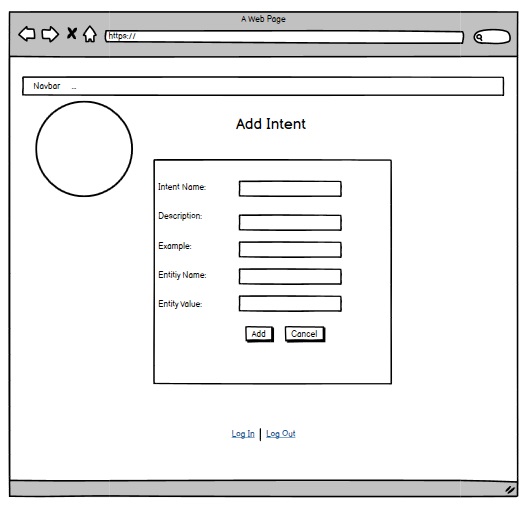 A Web Page
https://
Navbar ...
Add Intent
Intent Name:
Description:
Example:
Entitiy Name:
Entity Value:
Add Cancel
Log In | Log Out